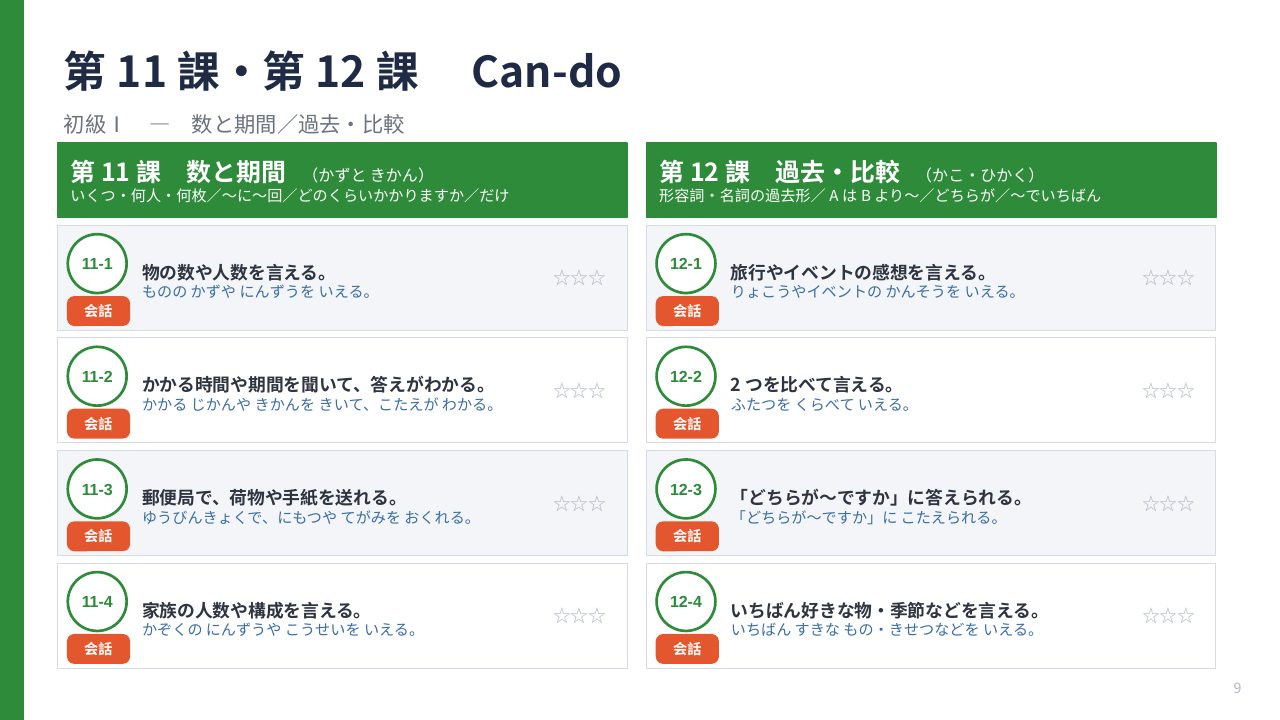 第 11 課・第 12 課　Can-do
初級Ⅰ　―　数と期間／過去・比較
第 11 課　数と期間　（かずと きかん）
いくつ・何人・何枚／～に～回／どのくらいかかりますか／だけ
11-1
会話
物の数や人数を言える。
ものの かずや にんずうを いえる。
☆☆☆
11-2
会話
かかる時間や期間を聞いて、答えがわかる。
かかる じかんや きかんを きいて、こたえが わかる。
☆☆☆
11-3
会話
郵便局で、荷物や手紙を送れる。
ゆうびんきょくで、にもつや てがみを おくれる。
☆☆☆
11-4
会話
家族の人数や構成を言える。
かぞくの にんずうや こうせいを いえる。
☆☆☆
第 12 課　過去・比較　（かこ・ひかく）
形容詞・名詞の過去形／ A は B より～／どちらが／～でいちばん
12-1
会話
旅行やイベントの感想を言える。
りょこうやイベントの かんそうを いえる。
☆☆☆
12-2
会話
2 つを比べて言える。
ふたつを くらべて いえる。
☆☆☆
12-3
会話
「どちらが～ですか」に答えられる。
「どちらが～ですか」に こたえられる。
☆☆☆
12-4
会話
いちばん好きな物・季節などを言える。
いちばん すきな もの・きせつなどを いえる。
☆☆☆
9